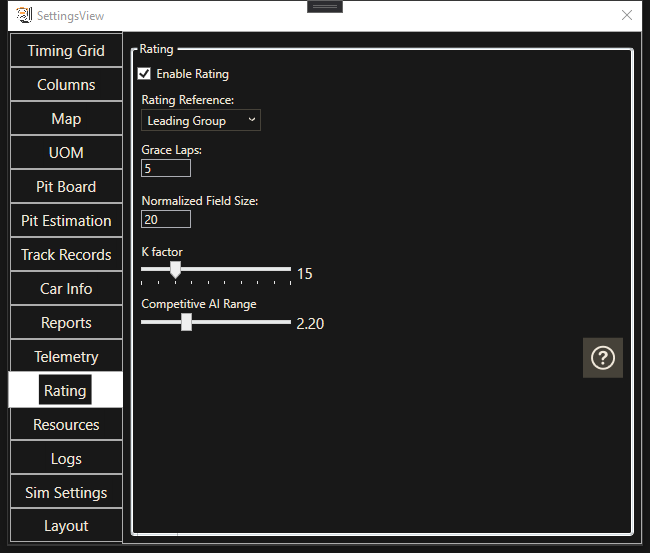 SettingsView
Timing Grid
Columns
Map
UOM
Pit Board
Pit Estimation
Track Records
Car Info
Reports
Telemetry
Rating
Resources
Logs
Sim Settings
Layout
Rating
Enable Rating
Rating Reference:
Leading Group
Grace Laps:
5
Normalized Field Size:
20
K factor
15
Competitive AI Range
2.20
?